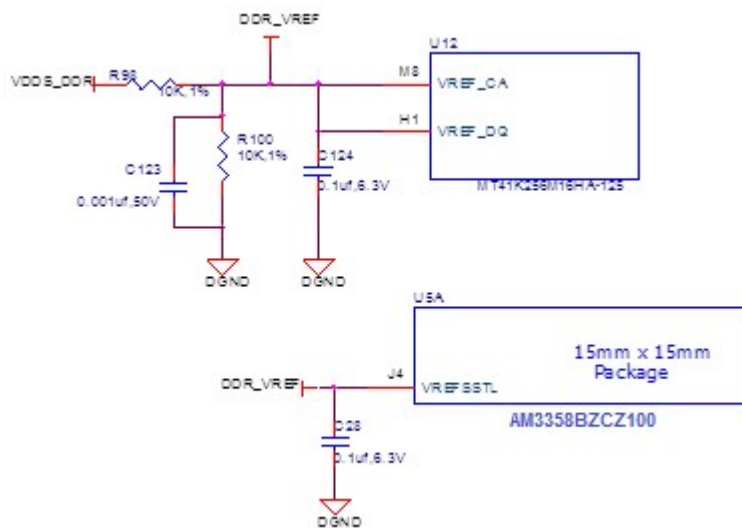 DDR_VREF
U12
VDDS_DDR
R98
10K,1%
M8
VREF_CA
H1
VREF_DQ
R100
10K,1%
C123
0.001uf,50V
C124
0.1uf,6.3V
MT41K256M16HA-125
DGND
DGND
U5A
15mm x 15mm
Package
DDR_VREF
J4
VREFSSTL
AM3358BZCZ100
C28
0.1uf,6.3V
DGND